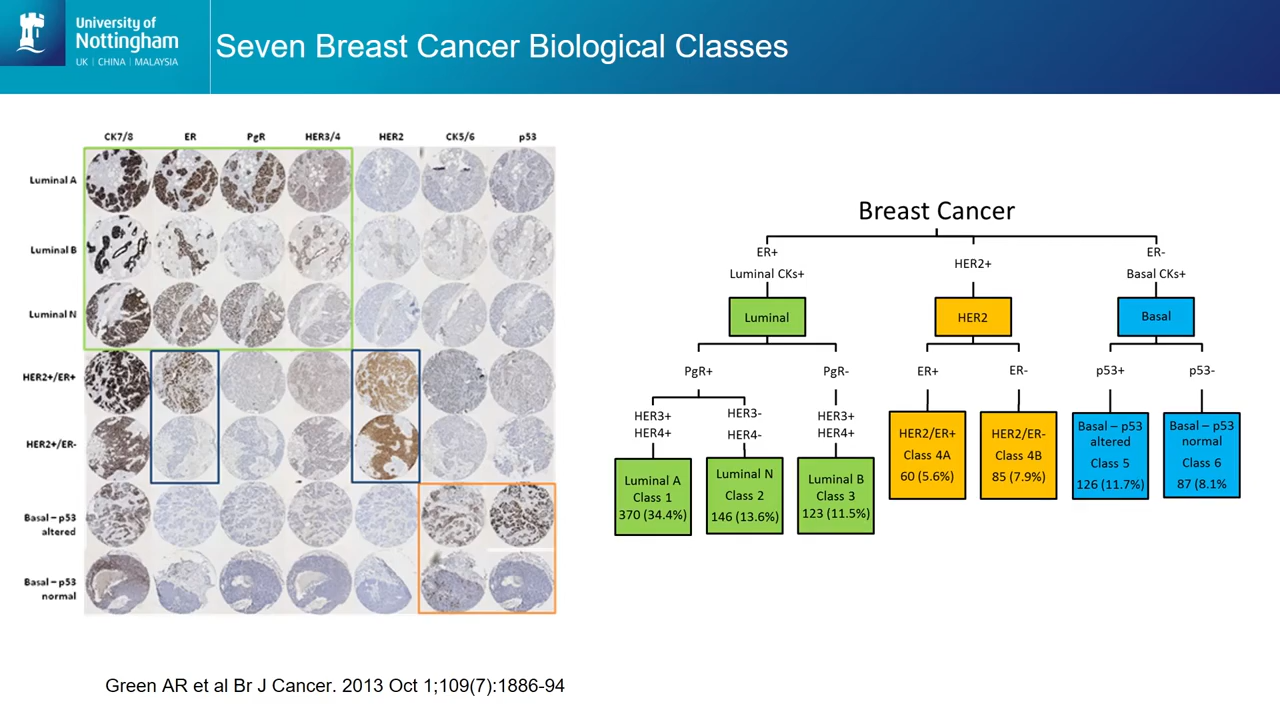 University of
Nottingham
UK | CHINA | MALAYSIA
Seven Breast Cancer Biological Classes
CK7/8 ER PgR HER3/4 HER2 CK5/6 p53
Luminal A
Luminal B
Luminal N
HER2+/ER+
HER2+/ER-
Basal – p53
altered
Basal – p53
normal
Breast Cancer
ER+
Luminal CKs+
HER2+
ER-
Basal CKs+
Luminal
HER2
Basal
PgR+
PgR-
ER+
ER-
p53+
p53-
HER3+
HER4+
HER3-
HER4-
HER3+
HER4+
Luminal A
Class 1
370 (34.4%)
Luminal N
Class 2
146 (13.6%)
Luminal B
Class 3
123 (11.5%)
HER2/ER+
Class 4A
60 (5.6%)
HER2/ER-
Class 4B
85 (7.9%)
Basal – p53
altered
Class 5
126 (11.7%)
Basal – p53
normal
Class 6
87 (8.1%
Green AR et al Br J Cancer. 2013 Oct 1;109(7):1886-94